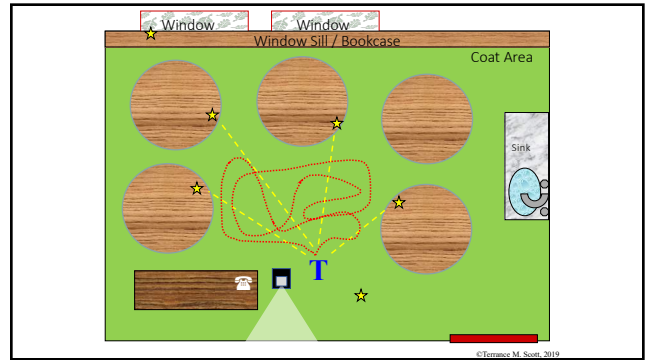 Window Window
Window Sill / Bookcase
Coat Area
Sink
T
©Terrance M. Scott, 2019